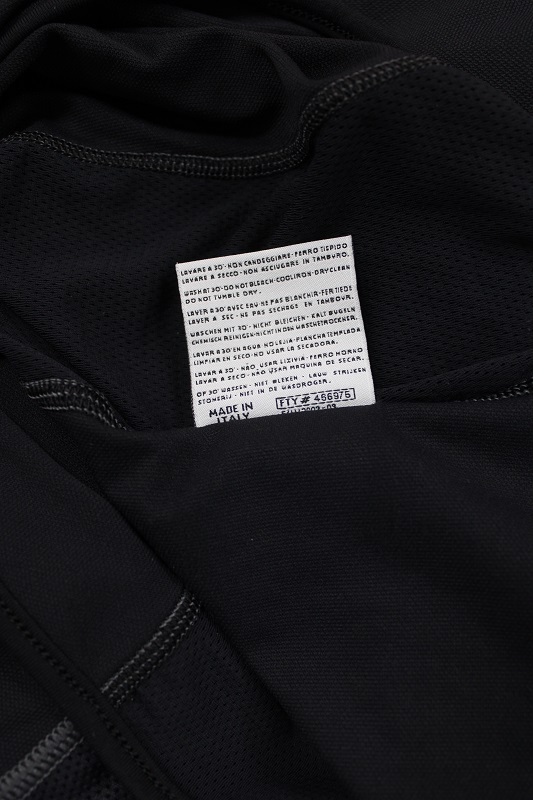 LAVARE A 30°-NON CANDEGGIARE-FERRO TIEPIDO
LAVARE A SECCO-NON ASCIUGARE IN TAMBURO.
WASH AT 30°-DO NOT BLEACH-COOL IRON-DRYCLEAN
DO NOT TUMBLE DRY.
LAVER A 30° AVEC EAU-NE PAS BLANCHIR-FER TIEDE
LAVER A SEC-NE PAS SECHAGE EN TAMBOUR.
WASCHEN MIT 30°-NICHT BLEICHEN-KALT BUGELN
CHEMISCH REINIGEN-NICHT IN DEN WASCHETROCKNER.
LAVAR A 30° EN AGUA NO LEJIA-PLANCHA TEMPLADA
LIMPIAR EN SECO-NO USAR LA SECADORA.
LAVAR A 30°-NÃO USAR LIXIVIA-FERRO MORNO
LAVAR A SECO-NÃO USAR MAQUINA DE SECAR.
OP 30° WASSEN-NIET BLEKEN-LAUW STRIJKEN
STOMERIJ-NIET IN DE WASDROGER.
MADE IN ITALY
FTY# 466975